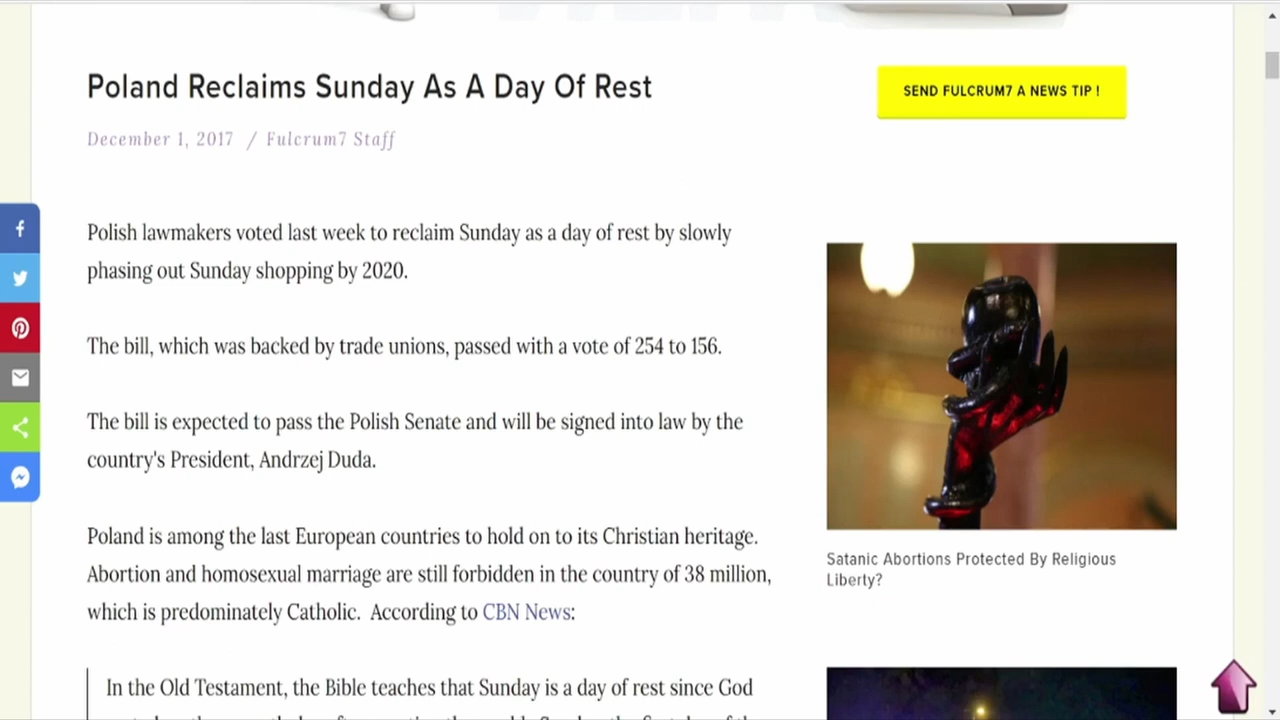 Poland Reclaims Sunday As A Day Of Rest
SEND FULCRUM7 A NEWS TIP !
December 1, 2017 / Fulcrum7 Staff
Polish lawmakers voted last week to reclaim Sunday as a day of rest by slowly
phasing out Sunday shopping by 2020.
The bill, which was backed by trade unions, passed with a vote of 254 to 156.
The bill is expected to pass the Polish Senate and will be signed into law by the
country's President, Andrzej Duda.
Poland is among the last European countries to hold on to its Christian heritage.
Abortion and homosexual marriage are still forbidden in the country of 38 million,
which is predominately Catholic. According to CBN News:
Satanic Abortions Protected By Religious
Liberty?
In the Old Testament, the Bible teaches that Sunday is a day of rest since God